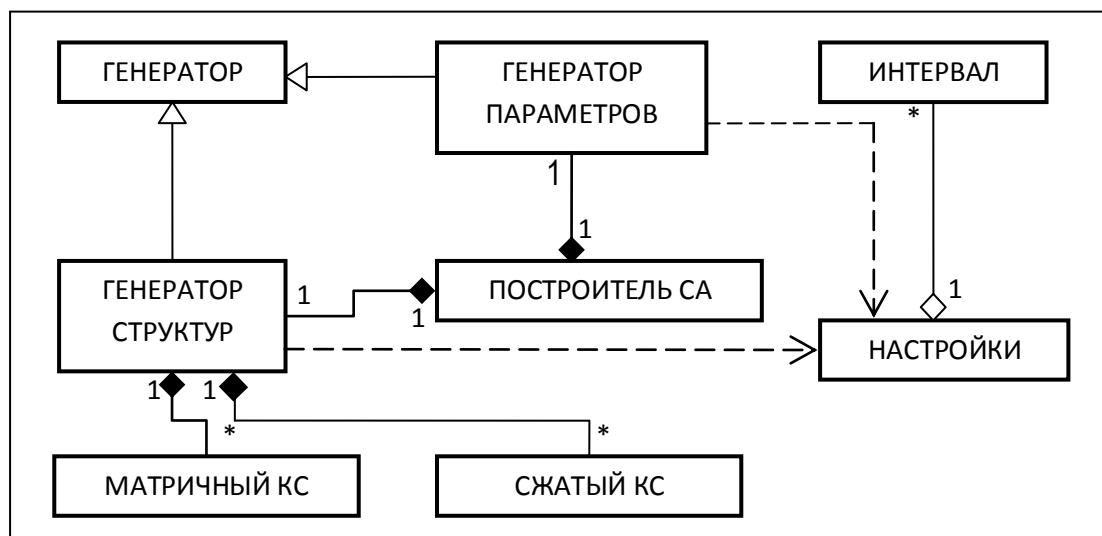 ГЕНЕРАТОР
ГЕНЕРАТОР
ПАРАМЕТРОВ
ИНТЕРВАЛ
*
1
1
ГЕНЕРАТОР
СТРУКТУР
1
1
ПОСТРОИТЕЛЬ СА
1
НАСТРОЙКИ
1
1
*
*
МАТРИЧНЫЙ КС
СЖАТЫЙ КС